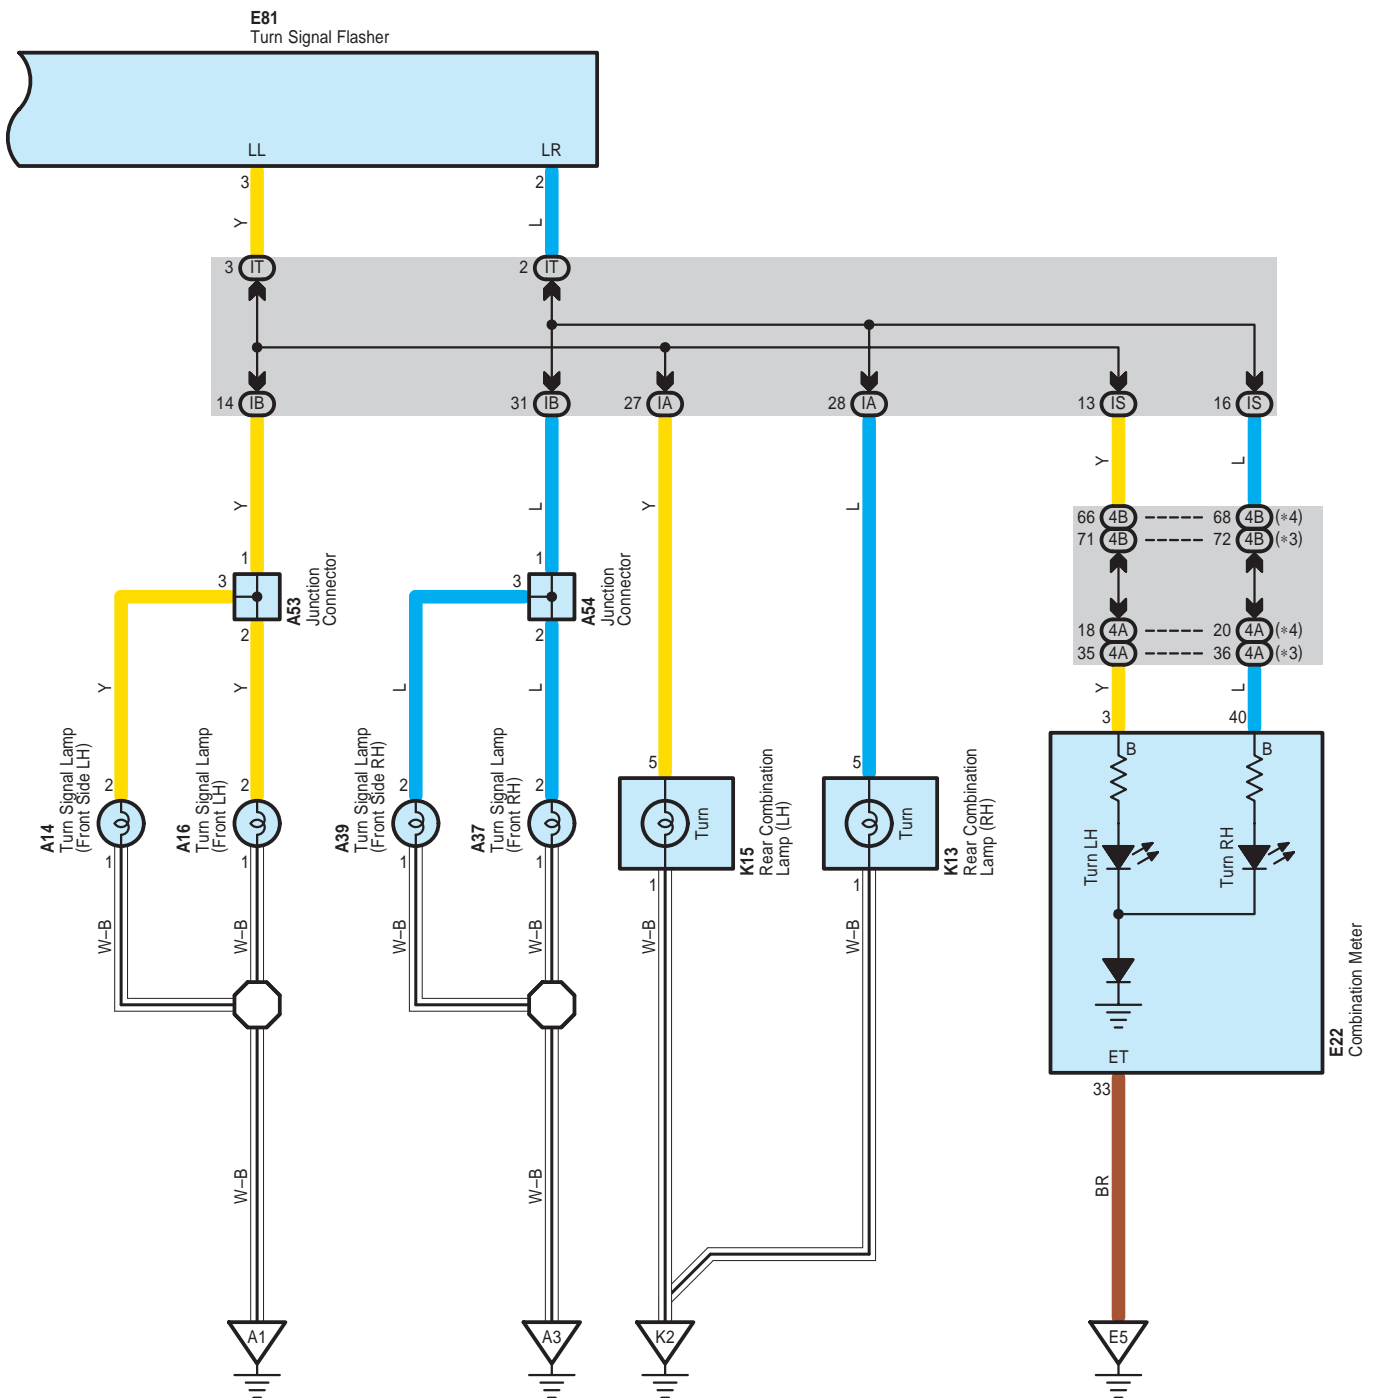 E81
Turn Signal Flasher
LL
LR
3
2
Y
L
3 IT
2 IT
14 IB
31 IB
27 IA
28 IA
13 IS
16 IS
Y
L
Y
L
Y
L
66 4B
68 4B (∗4)
71 4B
72 4B (∗3)
18 4A
20 4A (∗4)
35 4A
36 4A (∗3)
1
3
2
A53
Junction
Connector
1
3
2
A54
Junction
Connector
Y
Y
L
L
Y
L
3
40
A14
Turn Signal Lamp
(Front Side LH)
2
1
A16
Turn Signal Lamp
(Front LH)
2
1
A39
Turn Signal Lamp
(Front Side RH)
2
1
A37
Turn Signal Lamp
(Front RH)
2
1
5
Turn
1
K15
Rear Combination
Lamp (LH)
5
Turn
1
K13
Rear Combination
Lamp (RH)
B
B
Turn LH
Turn RH
ET
E22
Combination Meter
33
W–B
W–B
W–B
W–B
W–B
W–B
W–B
W–B
BR
A1
A3
K2
E5